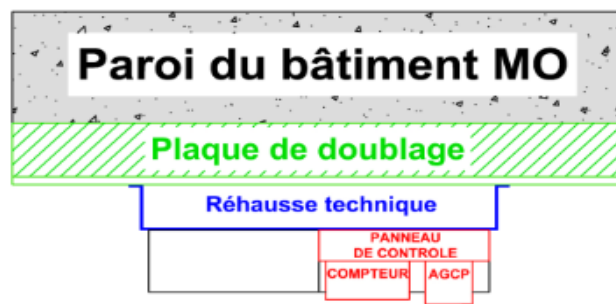 Paroi du bâtiment MO
Plaque de doublage
Réhausse technique
PANNEAU
DE CONTROLE
COMPTEUR AGCP